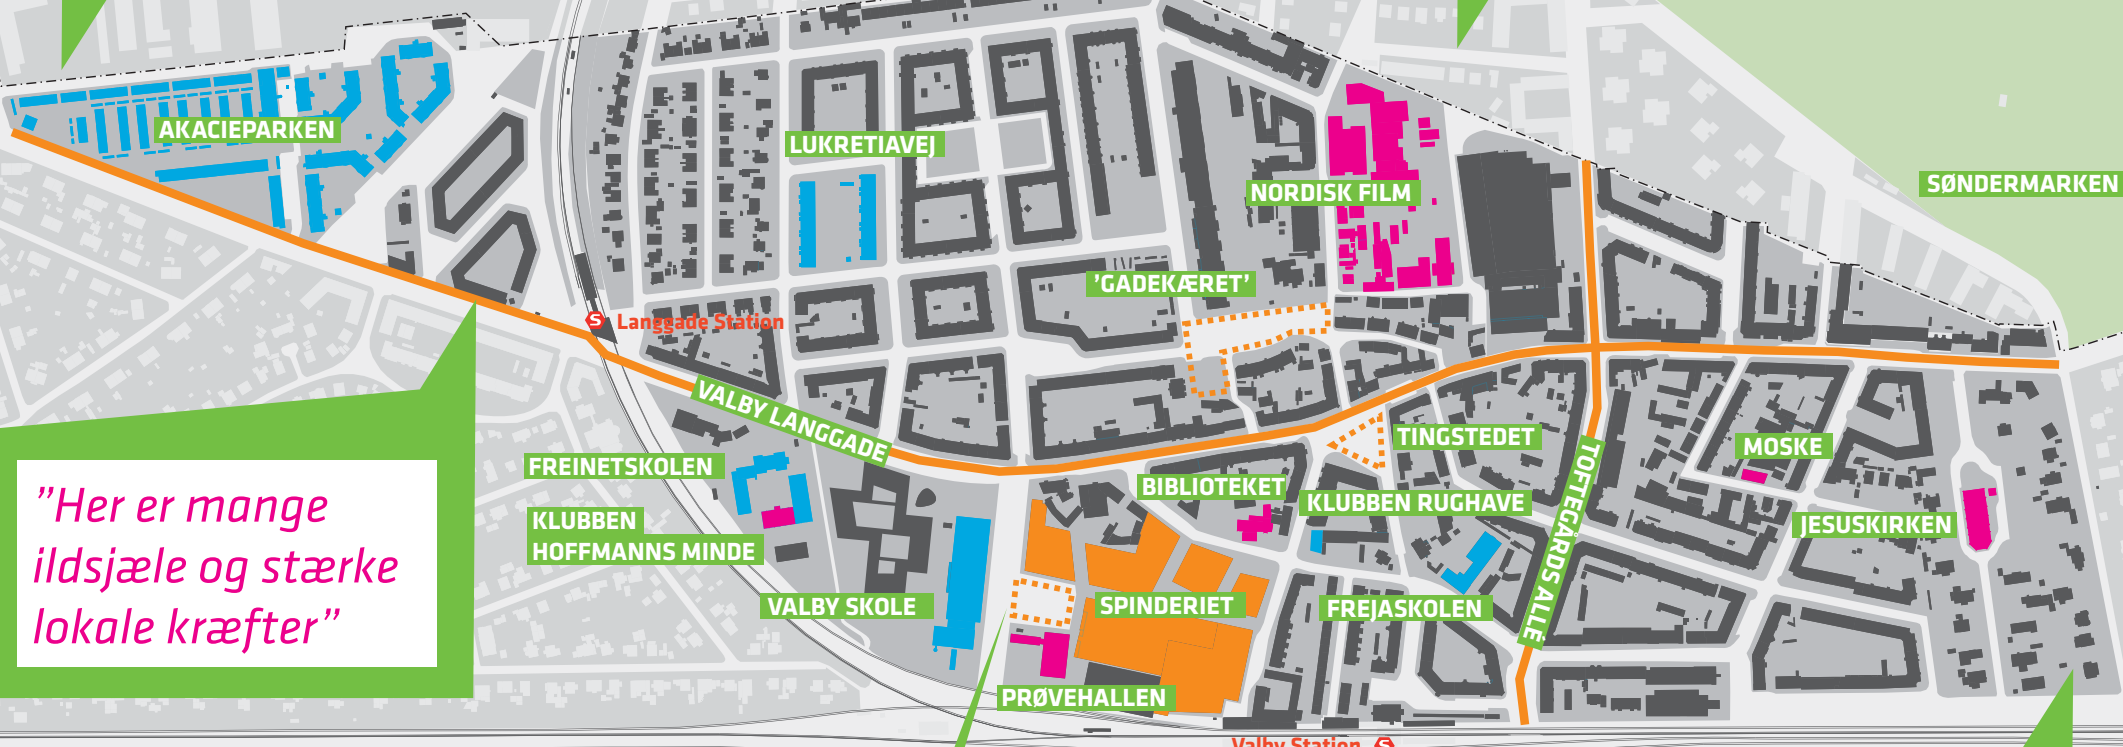 AKACIEPARKEN
LUKRETIAVEJ
NORDISK FILM
SØNDERMARKEN
'GADEKÆRET'
S Langgade Station
VALBY LANGGADE
TINGSTEDET
MOSKE
FREINETSKOLEN
BIBLIOTEKET
KLUBBEN RUGHAVE
KLUBBEN
HOFFMANNS MINDE
JESUSKIRKEN
TOFTEGÅRDS ALLÉ
VALBY SKOLE
SPINDERIET
FREJASKOLEN
PRØVEHALLEN
Valby Station S
”Her er mange
ildsjæle og stærke
lokale kræfter”